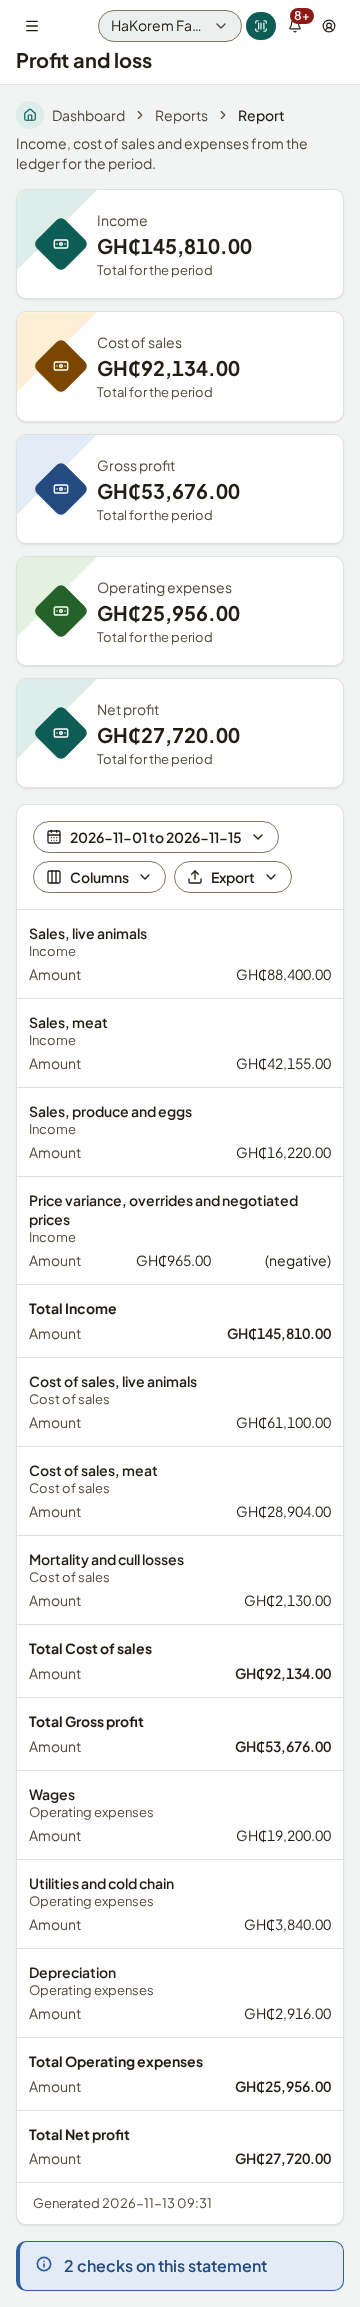 HaKorem Fa...
8+
Profit and loss
Dashboard > Reports > Report
Income, cost of sales and expenses from the
ledger for the period.
Income
GH₵145,810.00
Total for the period
Cost of sales
GH₵92,134.00
Total for the period
Gross profit
GH₵53,676.00
Total for the period
Operating expenses
GH₵25,956.00
Total for the period
Net profit
GH₵27,720.00
Total for the period
2026-11-01 to 2026-11-15
Columns
Export
Sales, live animals
Income
Amount GH₵88,400.00
Sales, meat
Income
Amount GH₵42,155.00
Sales, produce and eggs
Income
Amount GH₵16,220.00
Price variance, overrides and negotiated
prices
Income
Amount GH₵965.00 (negative)
Total Income
Amount GH₵145,810.00
Cost of sales, live animals
Cost of sales
Amount GH₵61,100.00
Cost of sales, meat
Cost of sales
Amount GH₵28,904.00
Mortality and cull losses
Cost of sales
Amount GH₵2,130.00
Total Cost of sales
Amount GH₵92,134.00
Total Gross profit
Amount GH₵53,676.00
Wages
Operating expenses
Amount GH₵19,200.00
Utilities and cold chain
Operating expenses
Amount GH₵3,840.00
Depreciation
Operating expenses
Amount GH₵2,916.00
Total Operating expenses
Amount GH₵25,956.00
Total Net profit
Amount GH₵27,720.00
Generated 2026-11-13 09:31
2 checks on this statement